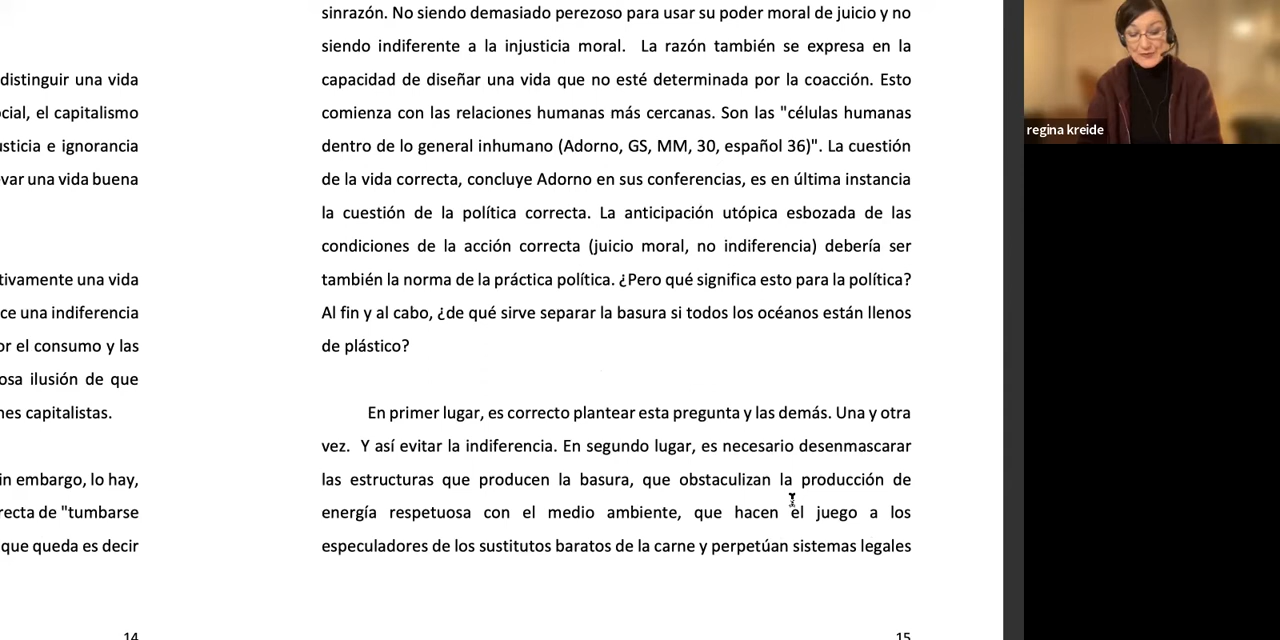 distinguir una vida
cial, el capitalismo
usticia e ignorancia
var una vida buena
tivamente una vida
ce una indiferencia
or el consumo y las
osa ilusión de que
nes capitalistas.
in embargo, lo hay,
recta de "tumbarse
que queda es decir
14
sinrazón. No siendo demasiado perezoso para usar su poder moral de juicio y no
siendo indiferente a la injusticia moral. La razón también se expresa en la
capacidad de diseñar una vida que no esté determinada por la coacción. Esto
comienza con las relaciones humanas más cercanas. Son las "células humanas
dentro de lo general inhumano (Adorno, GS, MM, 30, español 36)". La cuestión
de la vida correcta, concluye Adorno en sus conferencias, es en última instancia
la cuestión de la política correcta. La anticipación utópica esbozada de las
condiciones de la acción correcta (juicio moral, no indiferencia) debería ser
también la norma de la práctica política. ¿Pero qué significa esto para la política?
Al fin y al cabo, ¿de qué sirve separar la basura si todos los océanos están llenos
de plástico?
En primer lugar, es correcto plantear esta pregunta y las demás. Una y otra
vez. Y así evitar la indiferencia. En segundo lugar, es necesario desenmascarar
las estructuras que producen la basura, que obstaculizan la producción de
energía respetuosa con el medio ambiente, que hacen el juego a los
especuladores de los sustitutos baratos de la carne y perpetúan sistemas legales
15
regina kreide